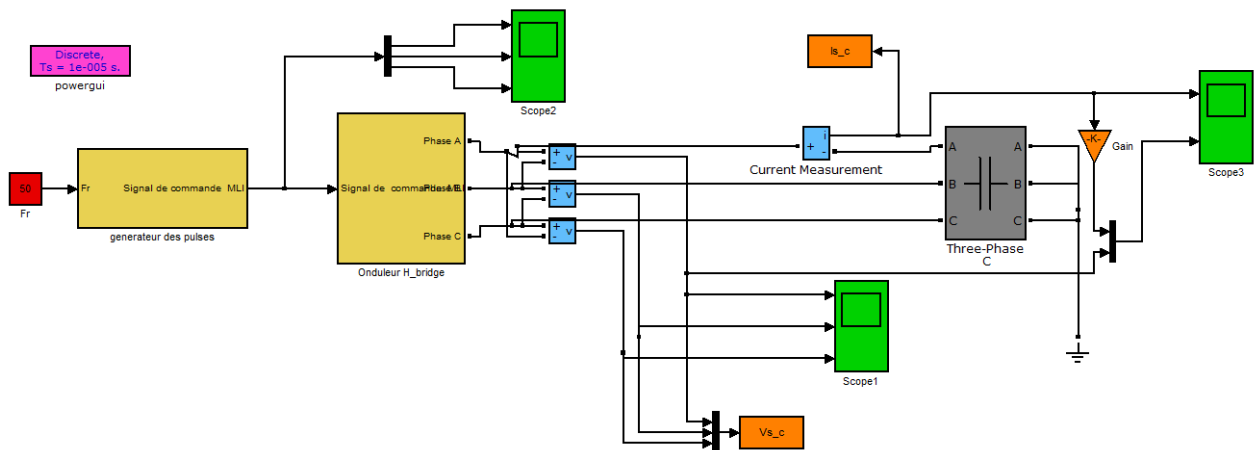 Discrete,
Ts = 1e-005 s.
powergui
Scope2
Is_c
Scope3
50
Fr
Fr
Signal de commande MLI
generateur des pulses
Signal de commande MLI
Phase A
Phase B
Phase C
Onduleur H_bridge
+
-
v
+
-
v
+
-
v
i
+
-
Current Measurement
A
B
C
A
B
C
Three-Phase
C
-K-
Gain
Scope1
Vs_c